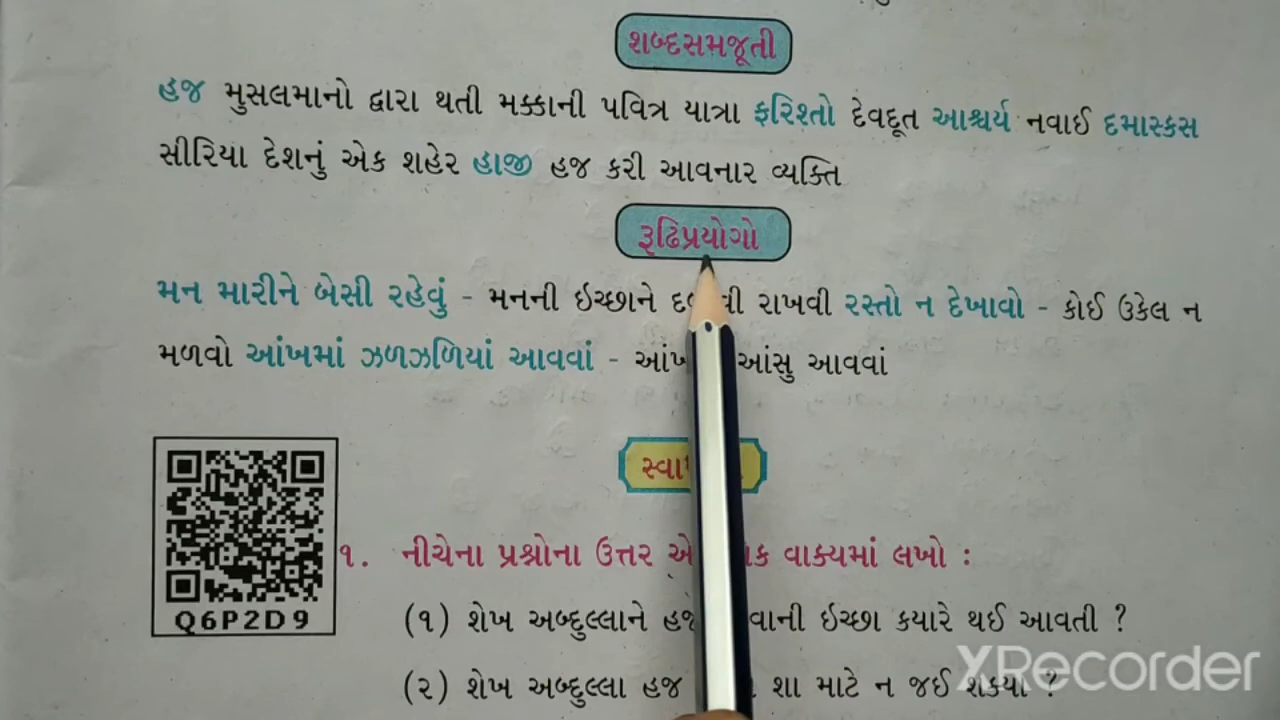 શબ્દસમજૂતી
હજ મુસલમાનો દ્વારા થતી મક્કાની પવિત્ર યાત્રા ફરિશ્તો દેવદૂત આશ્ચર્ય નવાઈ દમાસ્કસ
સીરિયા દેશનું એક શહેર હાજી હજ કરી આવનાર વ્યક્તિ
રૂઢિપ્રયોગો
મન મારીને બેસી રહેવું - મનની ઇચ્છાને રાખવી રસ્તો ન દેખાવો - કોઈ ઉકેલ ન
મળવો આંખમાં ઝળઝળિયાં આવવાં - આંસુ આવવાં
૧. નીચેના પ્રશ્નોના ઉત્તર વાક્યમાં લખો :
(૧) શેખ અબ્દુલ્લાને ઇચ્છા કયારે થઈ આવતી ?
(૨) શેખ અબ્દુલ્લા હજ શા માટે ન જઈ શક્યા ?
Q6P2D9
XRecorder